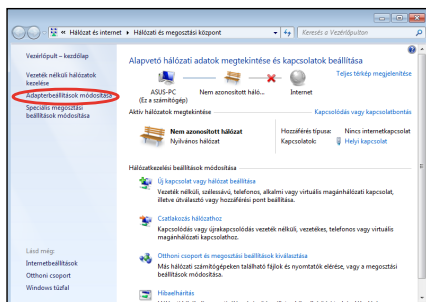 « Hálózat és internet ▸ Hálózati és megosztási központ
Keresés a Vezérlőpulton
Vezérlőpult – kezdőlap
Vezeték nélküli hálózatok
kezelése
Adapterbeállítások módosítása
Speciális megosztási
beállítások módosítása
Alapvető hálózati adatok megtekintése és kapcsolatok beállítása
Teljes térkép megjelenítése
ASUS-PC
(Ez a számítógép)
Nem azonosított háló...
Internet
Aktív hálózatok megtekintése
Kapcsolódás vagy kapcsolatbontás
Nem azonosított hálózat
Nyilvános hálózat
Hozzáférés típusa: Nincs internetkapcsolat
Kapcsolatok: Helyi kapcsolat
Hálózatkezelési beállítások módosítása
Új kapcsolat vagy hálózat beállítása
Vezeték nélküli, szélessávú, telefonos, alkalmi vagy virtuális magánhálózati kapcsolat,
illetve útválasztó vagy hozzáférési pont beállítása.
Csatlakozás hálózathoz
Kapcsolódás vagy újrakapcsolódás vezeték nélküli, vezetékes, telefonos vagy virtuális
magánhálózati kapcsolathoz.
Otthoni csoport és megosztási beállítások kiválasztása
Más hálózati számítógépeken található fájlok és nyomtatók elérése, vagy a megosztási
beállítások módosítása.
Hibaelhárítás
Lásd még:
Internetbeállítások
Otthoni csoport
Windows tűzfal